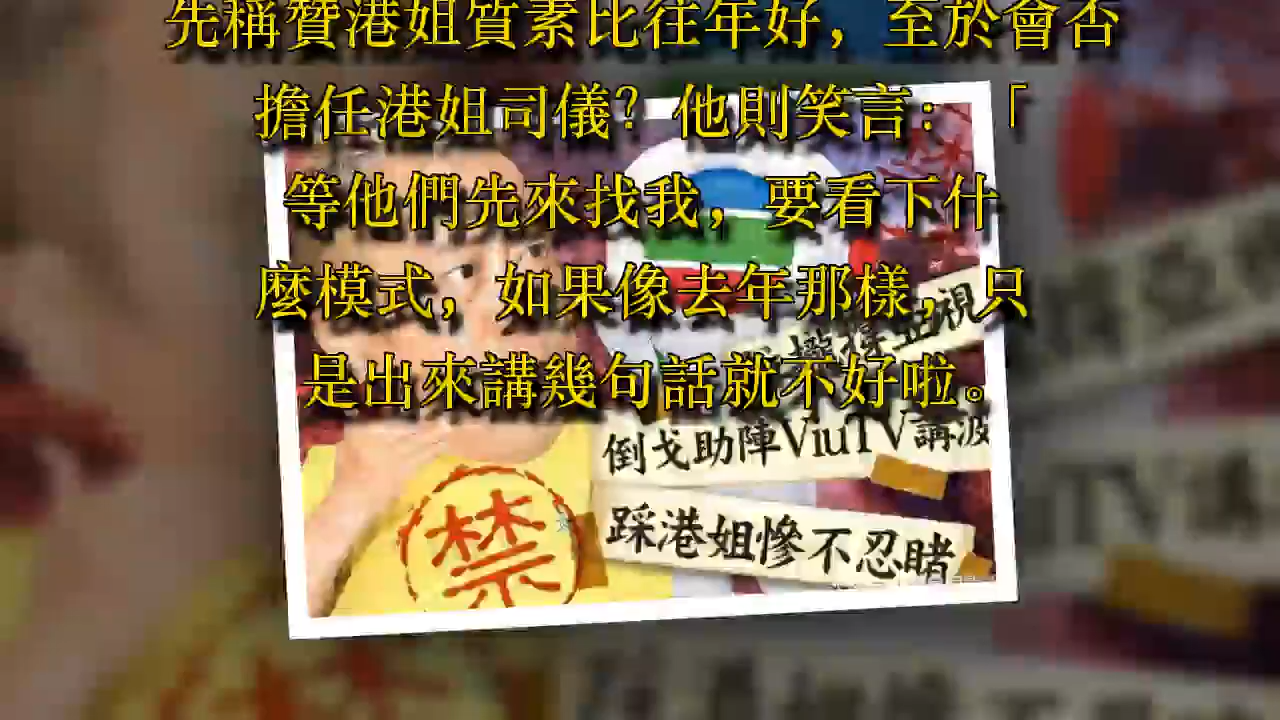 先稱贊港姐質素比往年好，至於會否
擔任港姐司儀？他則笑言：「
等他們先來找我，要看下什
麼模式，如果像去年那樣，只
是出來講幾句話就不好啦。
亞視
倒戈助陣ViuTV講波
踩港姐慘不忍睹
禁